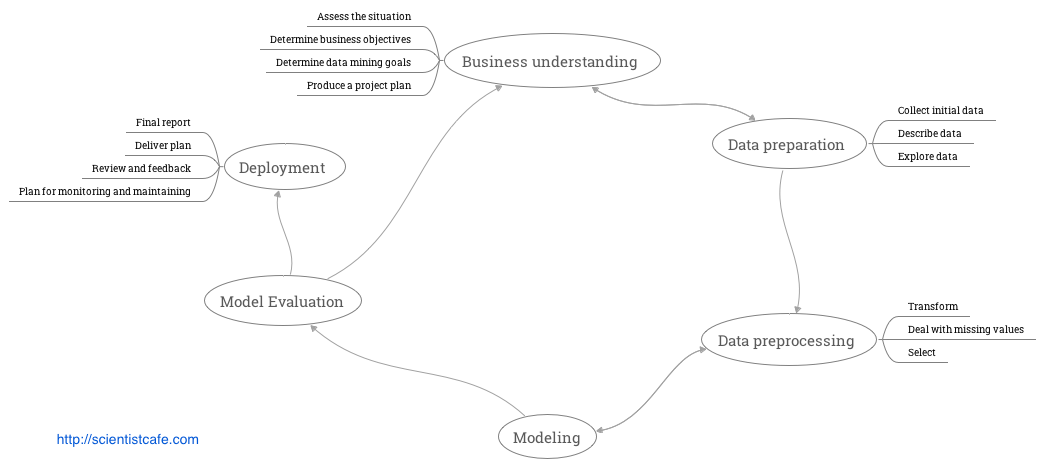 Assess the situation
Determine business objectives
Determine data mining goals
Produce a project plan
Business understanding
Collect initial data
Describe data
Explore data
Data preparation
Final report
Deliver plan
Review and feedback
Plan for monitoring and maintaining
Deployment
Model Evaluation
Transform
Deal with missing values
Select
Data preprocessing
Modeling
http://scientistcafe.com